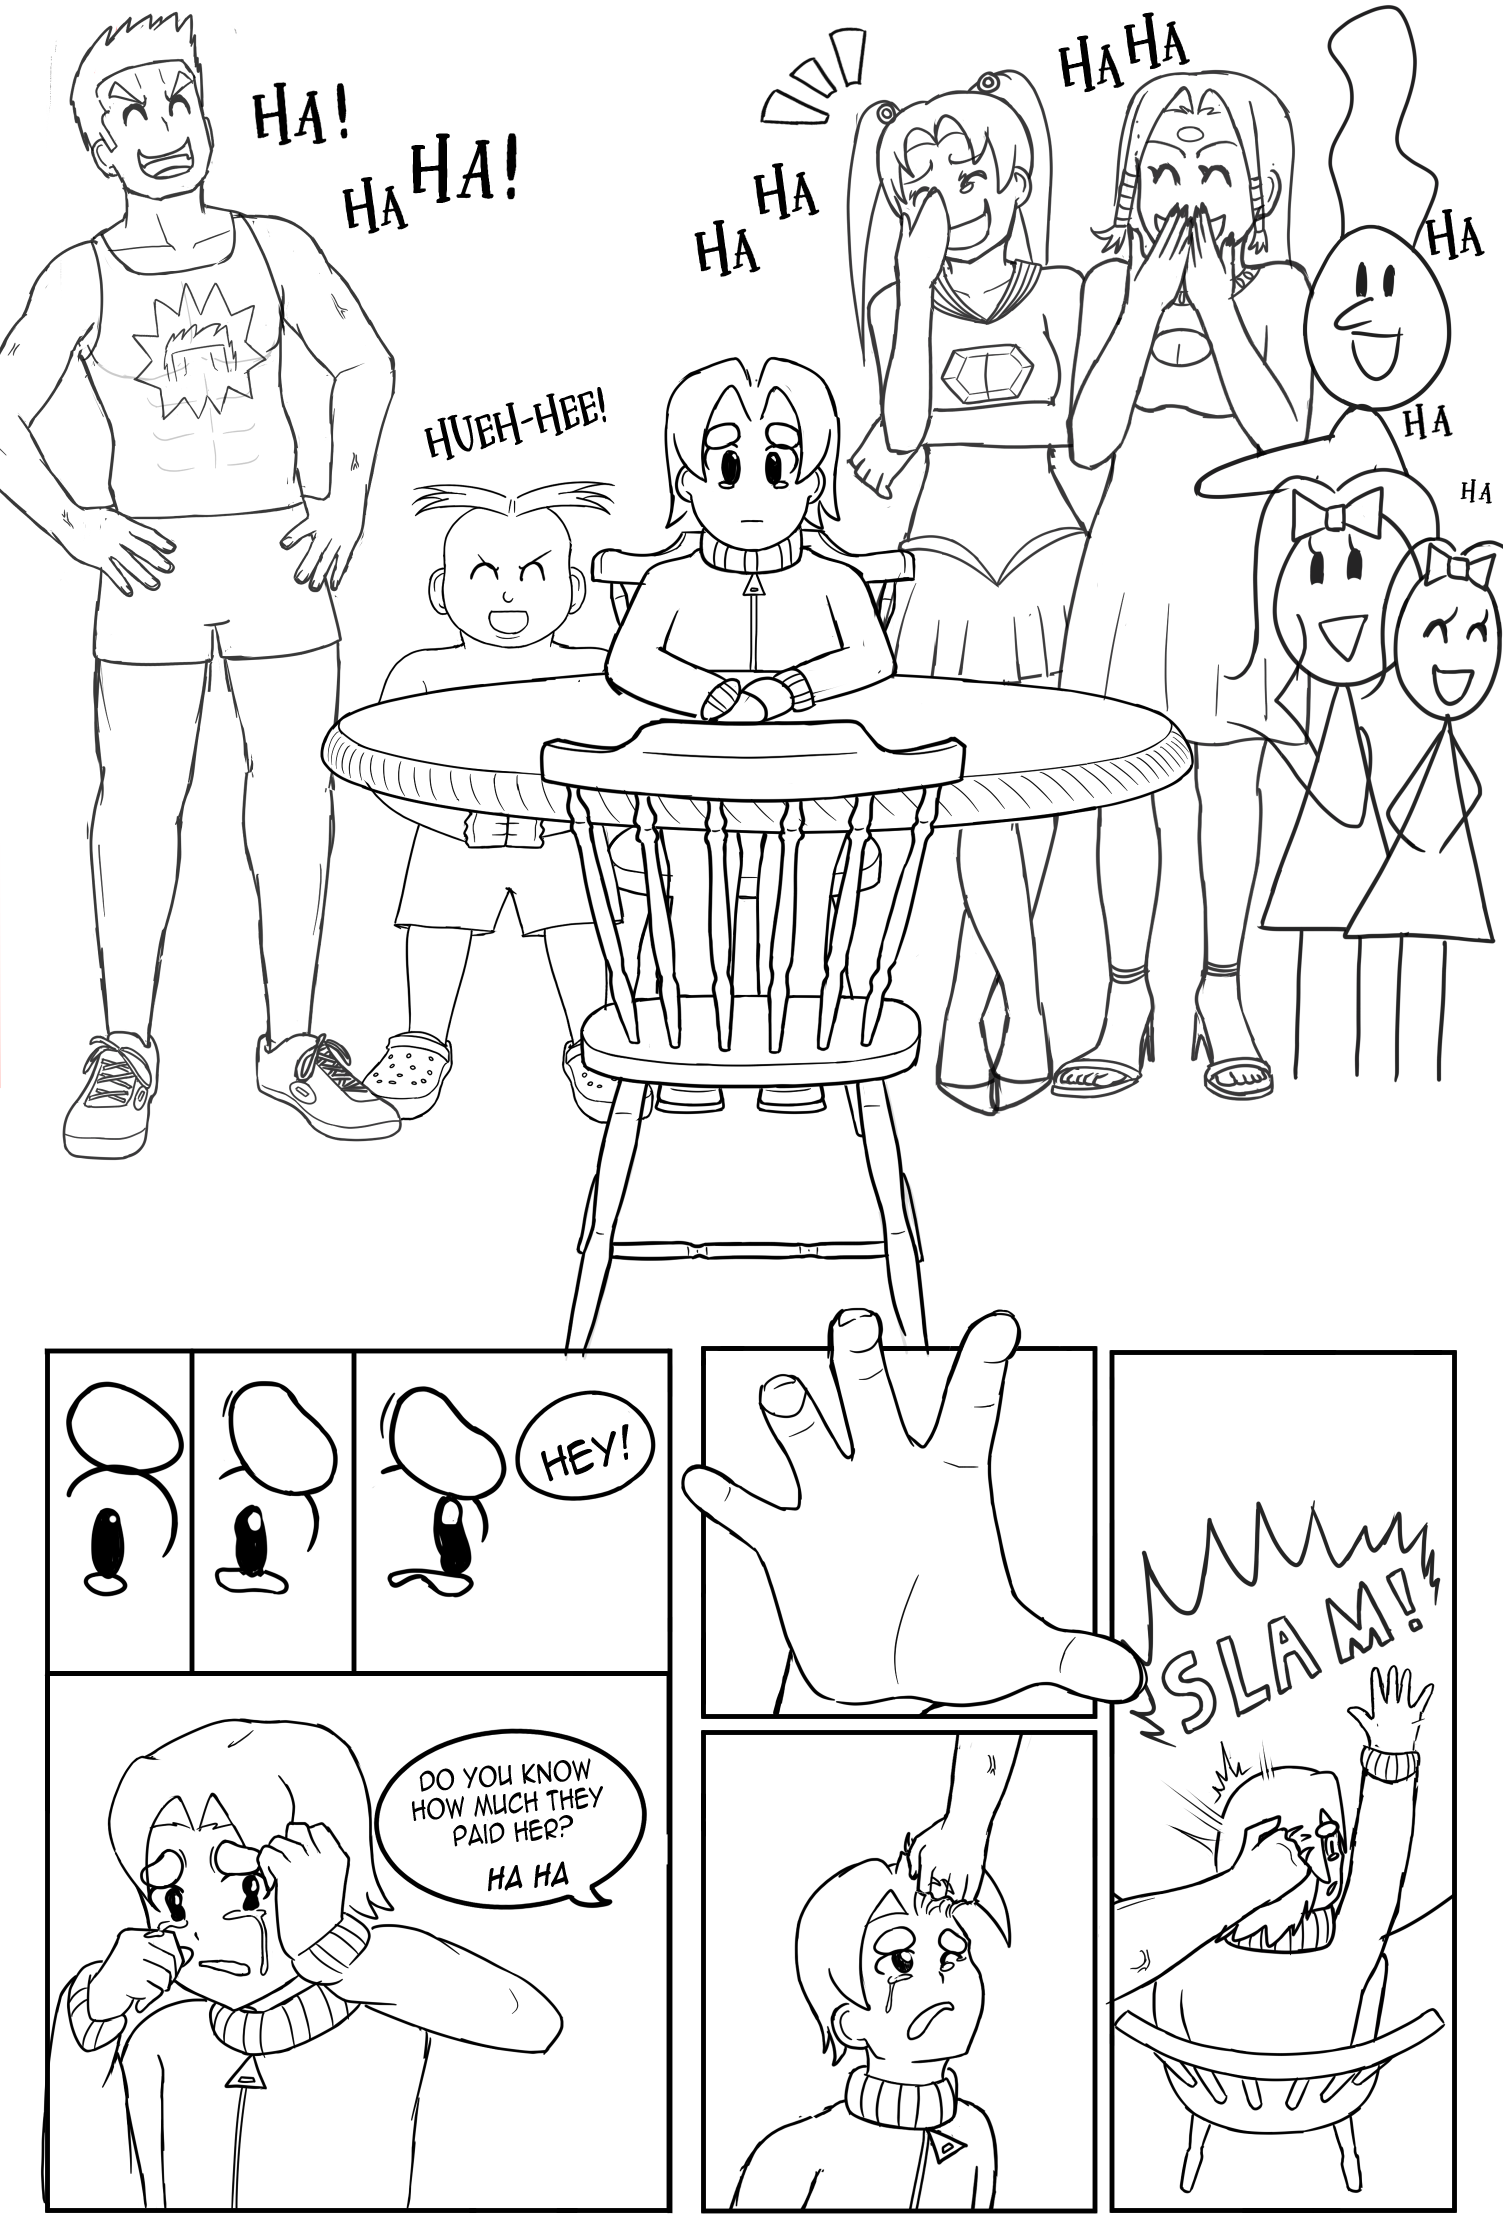 HA!
HA HA!
HUEH-HEE!
HA HA
HA HA
HA
HA
HA
HEY!
DO YOU KNOW
HOW MUCH THEY
PAID HER?
HA HA
SLAM!